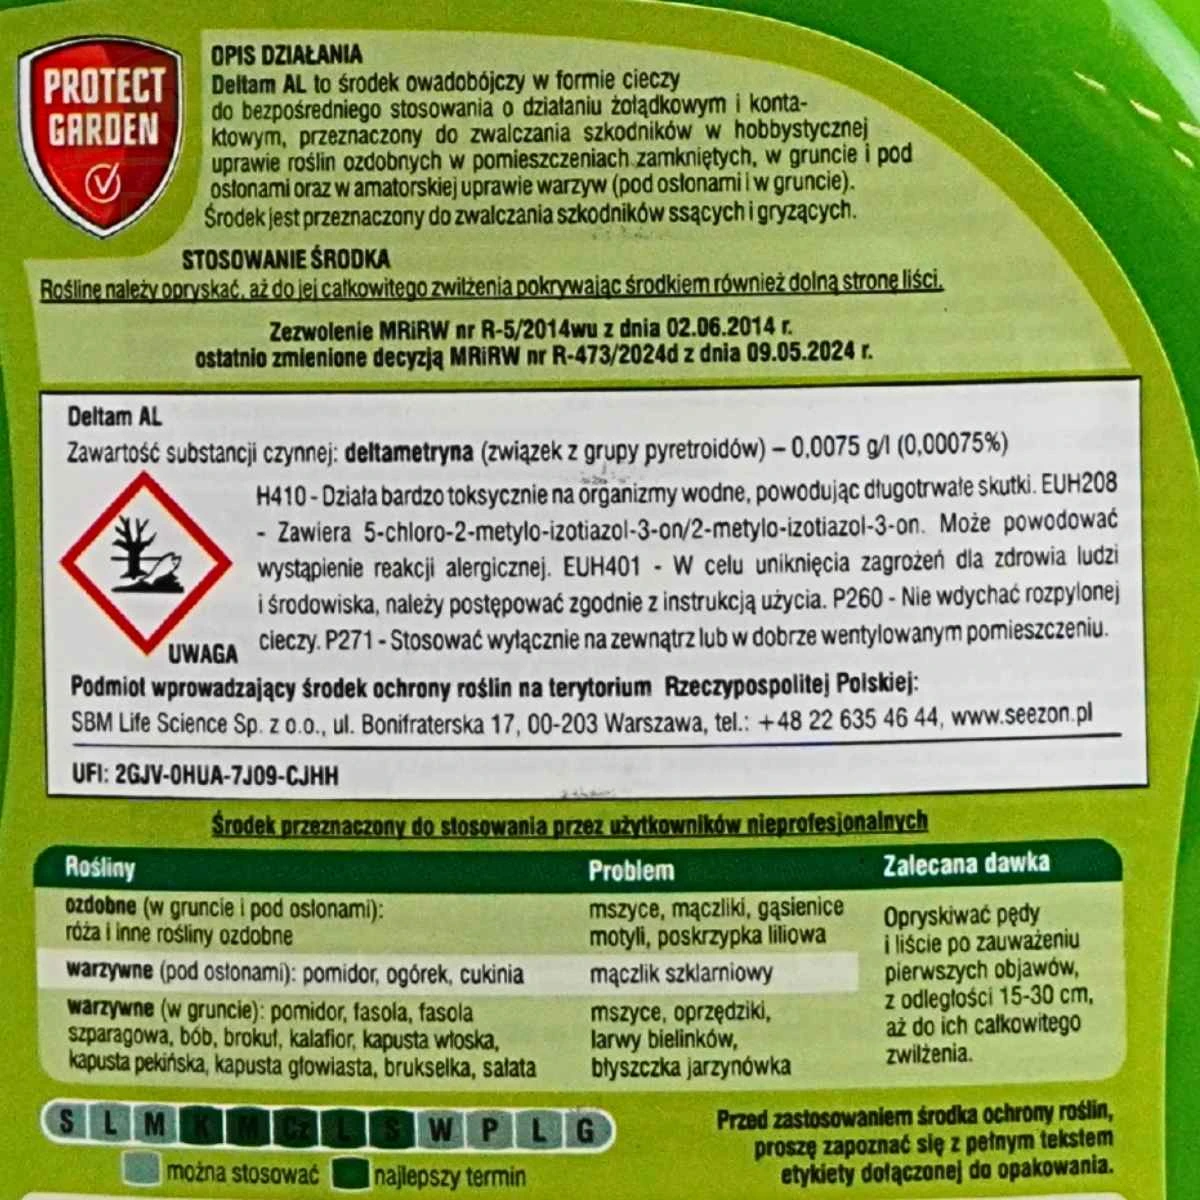 PROTECT
GARDEN
OPIS DZIAŁANIA
Deltam AL to środek owadobójczy w formie cieczy
do bezpośredniego stosowania o działaniu żołądkowym i konta-
ktowym, przeznaczony do zwalczania szkodników w hobbystycznej
uprawie roślin ozdobnych w pomieszczeniach zamkniętych, w gruncie i pod
osłonami oraz w amatorskiej uprawie warzyw (pod osłonami i w gruncie).
Środek jest przeznaczony do zwalczania szkodników ssących i gryzących.
STOSOWANIE ŚRODKA
Roślinę należy opryskać, aż do jej całkowitego zwilżenia pokrywając środkiem również dolną stronę liści.
Zezwolenie MRiRW nr R-5/2014wu z dnia 02.06.2014 r.
ostatnio zmienione decyzją MRiRW nr R-473/2024d z dnia 09.05.2024 r.
Deltam AL
Zawartość substancji czynnej: deltametryna (związek z grupy pyretroidów) – 0,0075 g/l (0,00075%)
H410 - Działa bardzo toksycznie na organizmy wodne, powodując długotrwałe skutki. EUH208
- Zawiera 5-chloro-2-metylo-izotiazol-3-on/2-metylo-izotiazol-3-on. Może powodować
wystąpienie reakcji alergicznej. EUH401 - W celu uniknięcia zagrożeń dla zdrowia ludzi
i środowiska, należy postępować zgodnie z instrukcją użycia. P260 - Nie wdychać rozpylonej
cieczy. P271 - Stosować wyłącznie na zewnątrz lub w dobrze wentylowanym pomieszczeniu.
UWAGA
Podmiot wprowadzający środek ochrony roślin na terytorium Rzeczypospolitej Polskiej:
SBM Life Science Sp. z o.o., ul. Bonifraterska 17, 00-203 Warszawa, tel.: +48 22 635 46 44, www.seezon.pl
UFI: 2GJV-0HUA-7J09-CJHH
Środek przeznaczony do stosowania przez użytkowników nieprofesjonalnych
Rośliny Problem Zalecana dawka
ozdobne (w gruncie i pod osłonami):
róża i inne rośliny ozdobne
mszyce, mączliki, gąsienice
motyli, poskrzypka liliowa
warzywne (pod osłonami): pomidor, ogórek, cukinia
mączlik szklarniowy
warzywne (w gruncie): pomidor, fasola, fasola
szparagowa, bób, brokuł, kalafior, kapusta włoska,
kapusta pekińska, kapusta głowiasta, brukselka, sałata
mszyce, oprzędziki,
larwy bielinków,
błyszczka jarzynówka
Opryskiwać pędy
i liście po zauważeniu
pierwszych objawów,
z odległości 15-30 cm,
aż do ich całkowitego
zwilżenia.
S L M K M Cz L S W P L G
można stosować najlepszy termin
Przed zastosowaniem środka ochrony roślin,
proszę zapoznać się z pełnym tekstem
etykiety dołączonej do opakowania.